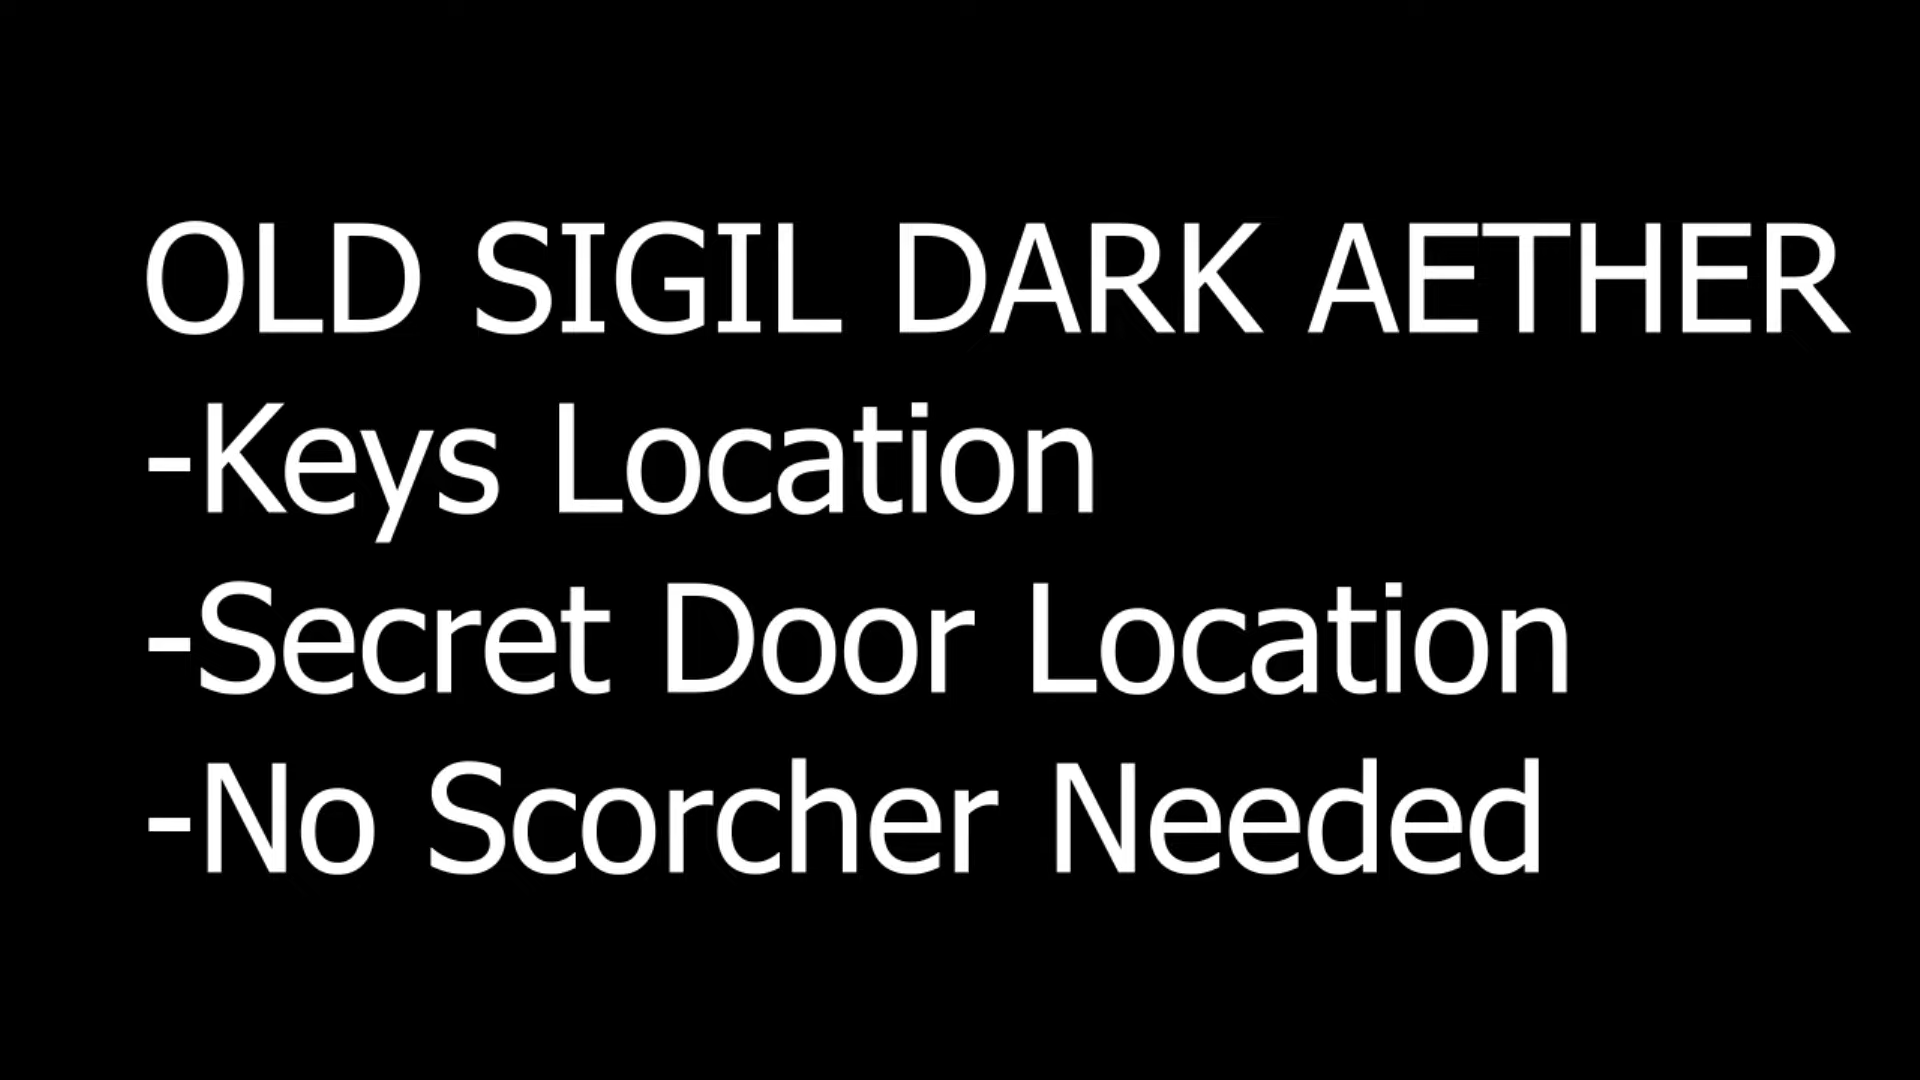 OLD SIGIL DARK AETHER
-Keys Location
-Secret Door Location
-No Scorcher Needed